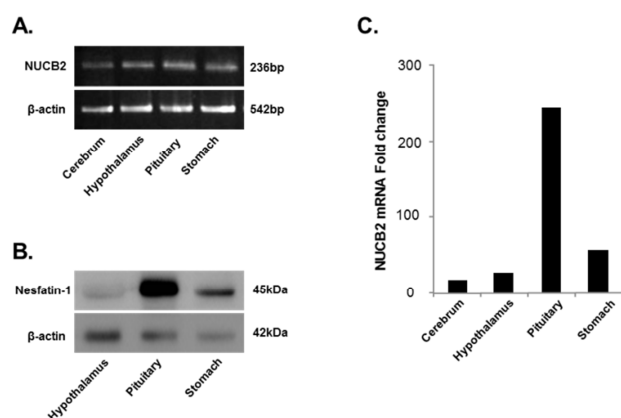 A.
NUCB2 236bp
β-actin 542bp
Cerebrum
Hypothalamus
Pituitary
Stomach
B.
Nesfatin-1 45kDa
β-actin 42kDa
Hypothalamus
Pituitary
Stomach
C.
NUCB2 mRNA Fold change
300
200
100
0
Cerebrum
Hypothalamus
Pituitary
Stomach